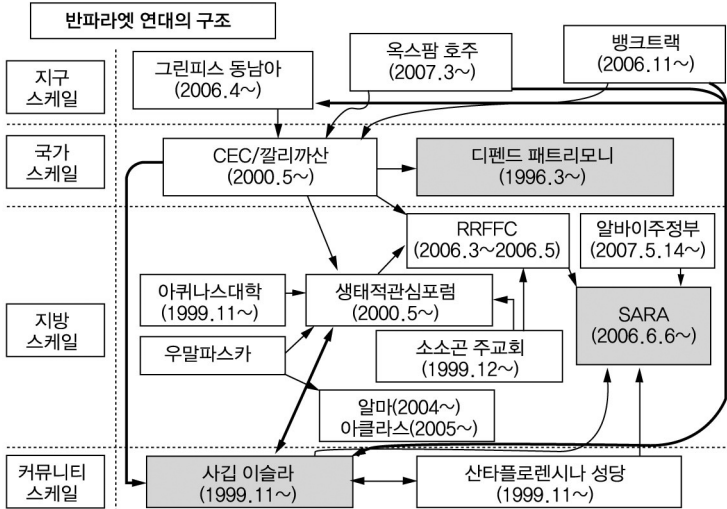 반파라엣 연대의 구조
지구
스케일
그린피스 동남아
(2006.4~)
옥스팜 호주
(2007.3~)
뱅크트랙
(2006.11~)
국가
스케일
CEC/깔리까산
(2000.5~)
디펜드 패트리모니
(1996.3~)
지방
스케일
RRFFC
(2006.3~2006.5)
알바이주정부
(2007.5.14~)
아퀴나스대학
(1999.11~)
생태적관심포럼
(2000.5~)
SARA
(2006.6.6~)
우말파스카
소소곤 주교회
(1999.12~)
알마(2004~)
아클라스(2005~)
커뮤니티
스케일
사깁 이슬라
(1999.11~)
산타플로렌시나 성당
(1999.11~)